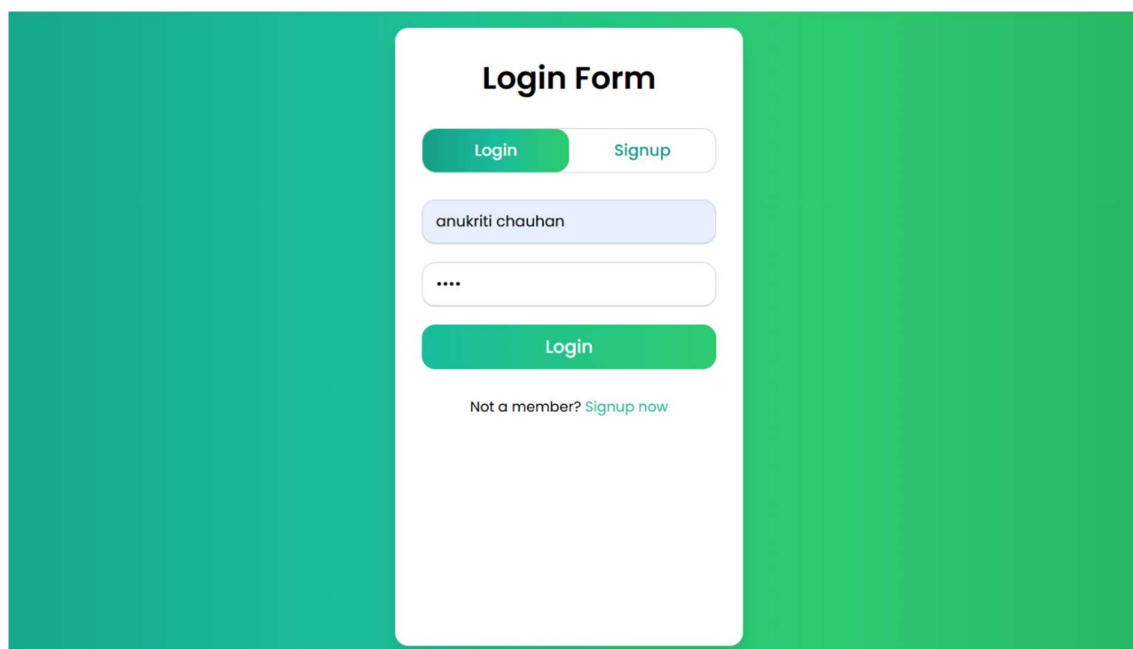 Login Form
Login Signup
anukriti chauhan
••••
Login
Not a member? Signup now